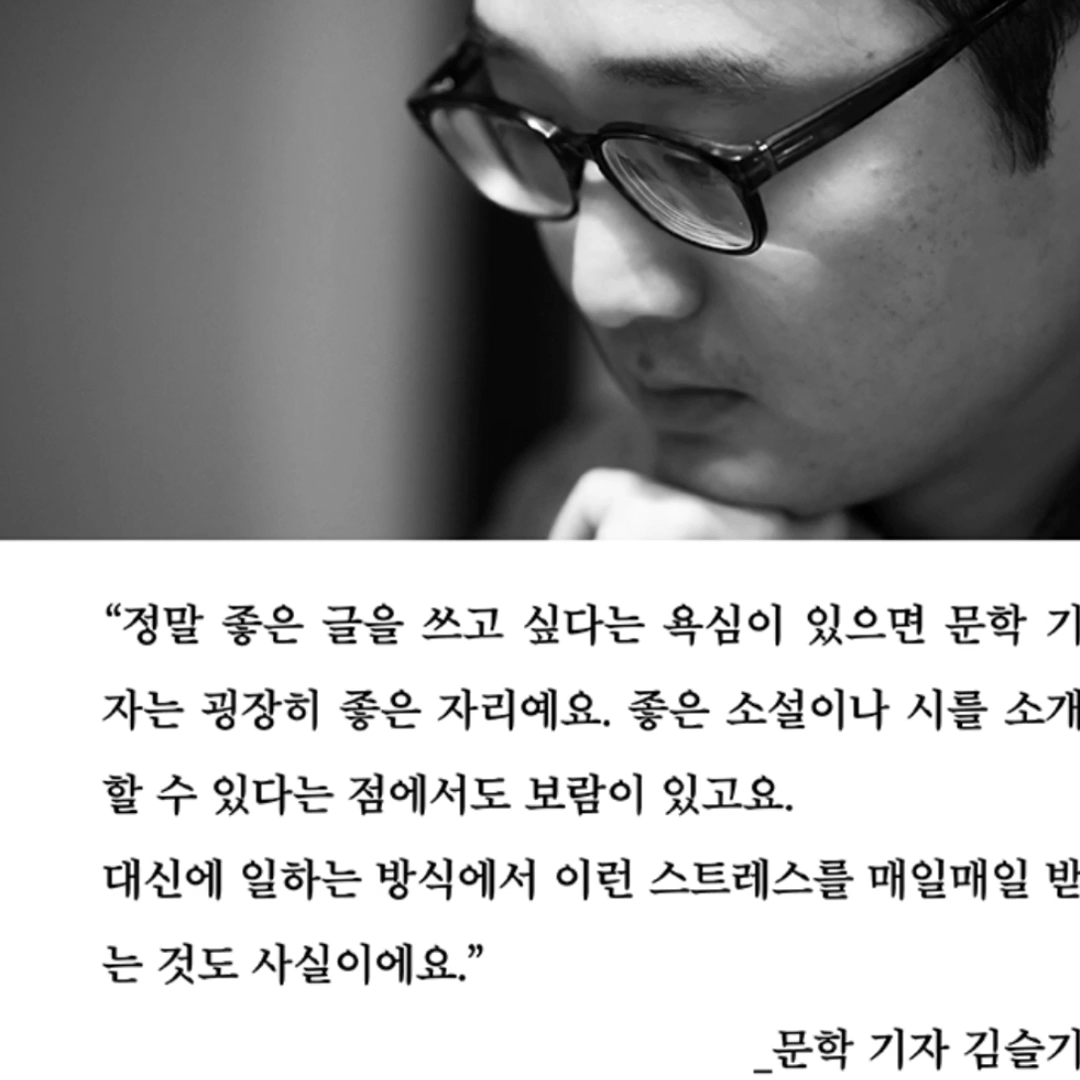 “정말 좋은 글을 쓰고 싶다는 욕심이 있으면 문학 기
자는 굉장히 좋은 자리예요. 좋은 소설이나 시를 소개
할 수 있다는 점에서도 보람이 있고요.
대신에 일하는 방식에서 이런 스트레스를 매일매일 받
는 것도 사실이에요.”
_문학 기자 김슬기